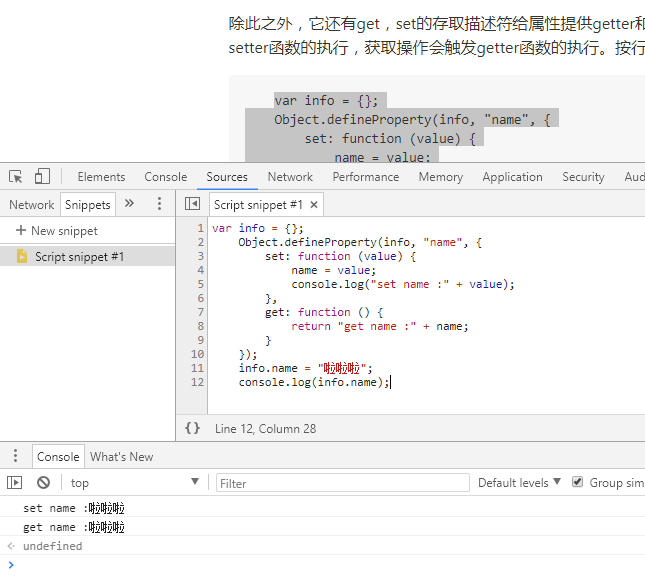 除此之外，它还有get，set的存取描述符给属性提供getter和
setter函数的执行，获取操作会触发getter函数的执行。按行
var info = {};
Object.defineProperty(info, "name", {
set: function (value) {
name = value;
Elements Console Sources Network Performance Memory Application Security Aud
Network Snippets » Script snippet #1 ×
+ New snippet
Script snippet #1
1 var info = {};
2 Object.defineProperty(info, "name", {
3 set: function (value) {
4 name = value;
5 console.log("set name :" + value);
6 },
7 get: function () {
8 return "get name :" + name;
9 }
10 });
11 info.name = "啦啦啦";
12 console.log(info.name);
{} Line 12, Column 28
Console What's New
top Filter Default levels Group sim
set name :啦啦啦
get name :啦啦啦
undefined